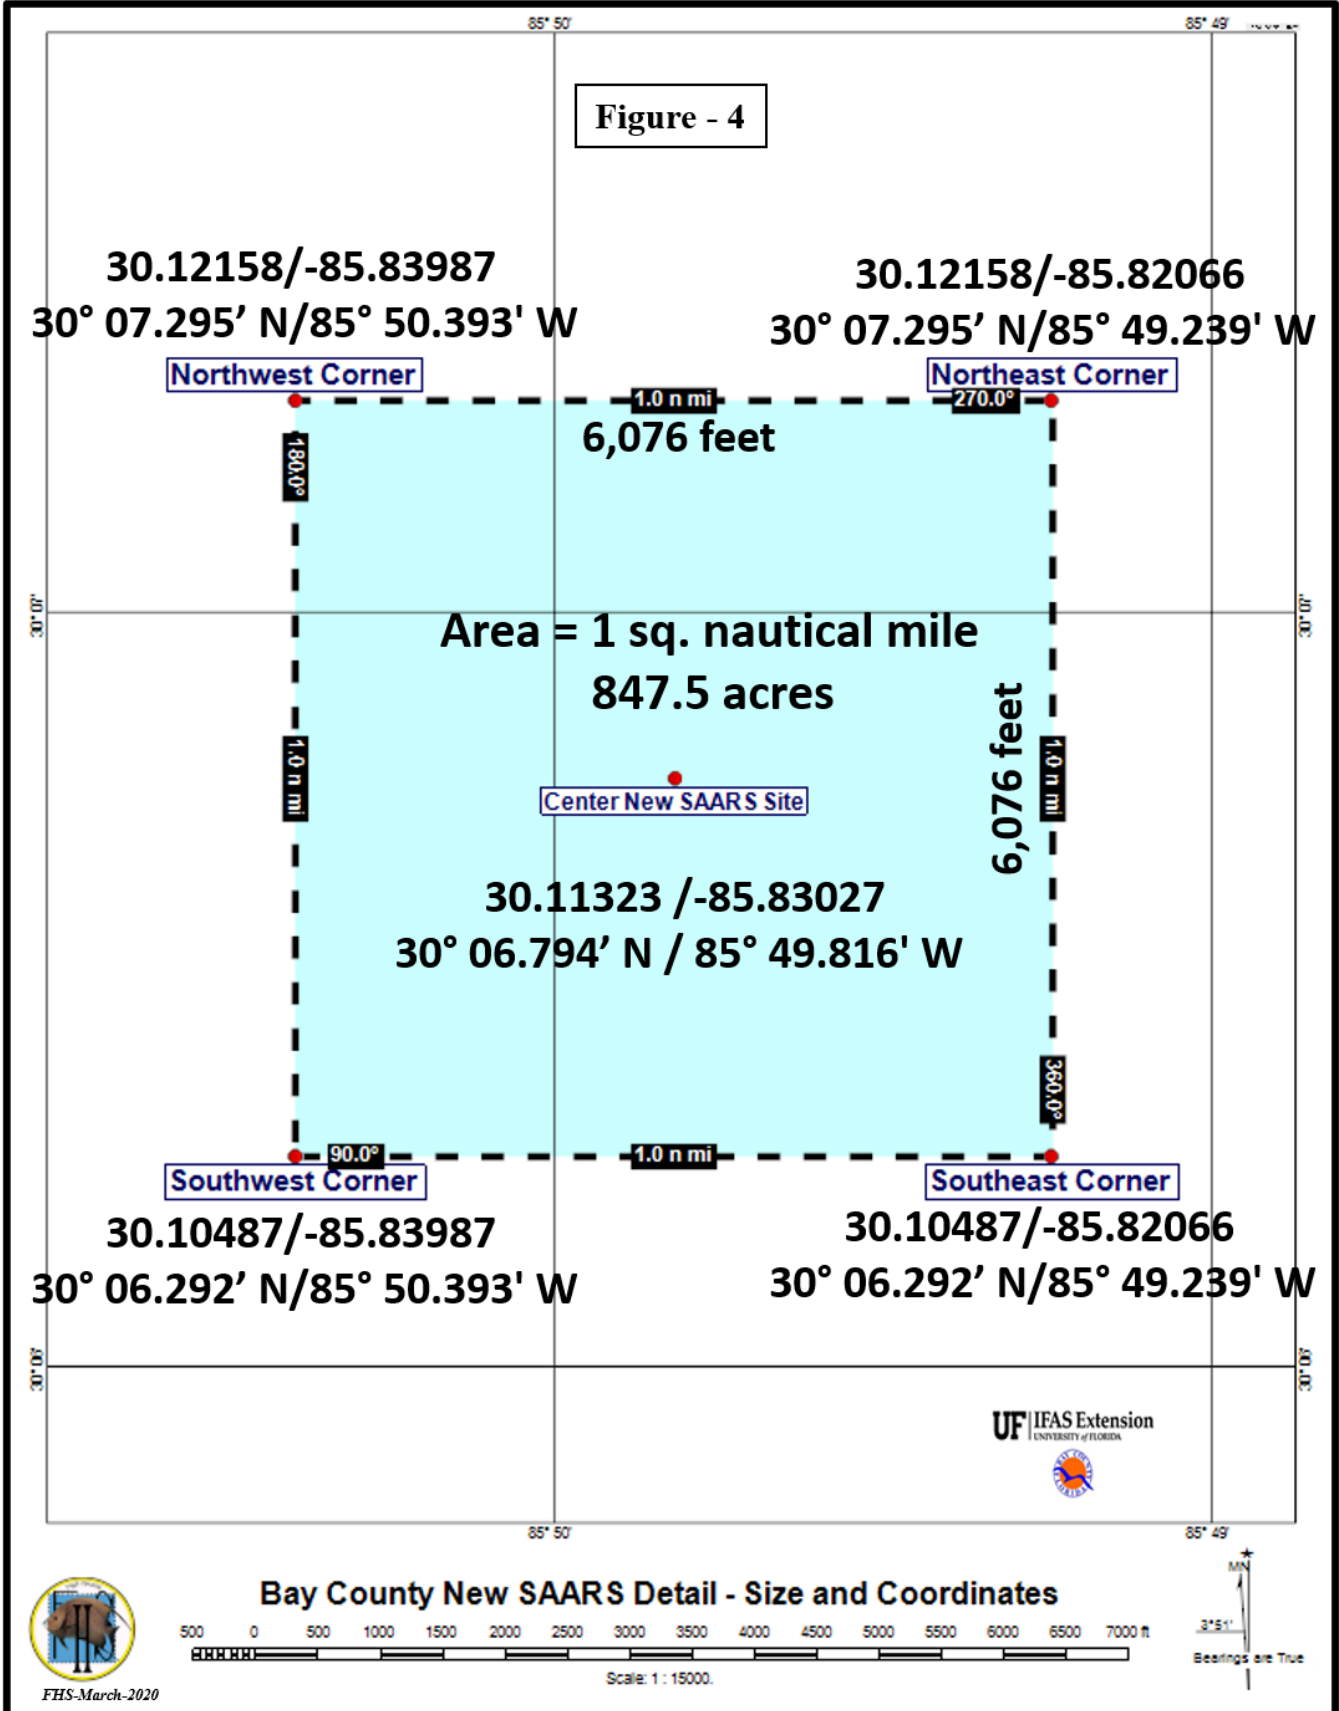 85° 50'
85° 49'
Figure - 4
30.12158/-85.83987
30° 07.295’ N/85° 50.393' W
30.12158/-85.82066
30° 07.295’ N/85° 49.239' W
Northwest Corner
Northeast Corner
1.0 n mi
270.0°
6,076 feet
180.0°
30° 07'
30° 07'
Area = 1 sq. nautical mile
847.5 acres
6,076 feet
1.0 n mi
1.0 n mi
Center New SAARS Site
30.11323 /-85.83027
30° 06.794’ N / 85° 49.816' W
360.0°
90.0°
1.0 n mi
Southwest Corner
Southeast Corner
30.10487/-85.83987
30° 06.292’ N/85° 50.393' W
30.10487/-85.82066
30° 06.292’ N/85° 49.239' W
30° 06'
30° 06'
UF IFAS Extension
UNIVERSITY of FLORIDA
BAY COUNTY
FLORIDA
85° 50'
85° 49'
Bay County New SAARS Detail - Size and Coordinates
500 0 500 1000 1500 2000 2500 3000 3500 4000 4500 5000 5500 6000 6500 7000 ft
Scale: 1 : 15000.
MN
3°51'
Bearings are True
FHS-March-2020